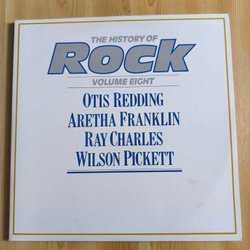 THE HISTORY OF
Rock
VOLUME EIGHT
OTIS REDDING
ARETHA FRANKLIN
RAY CHARLES
WILSON PICKETT